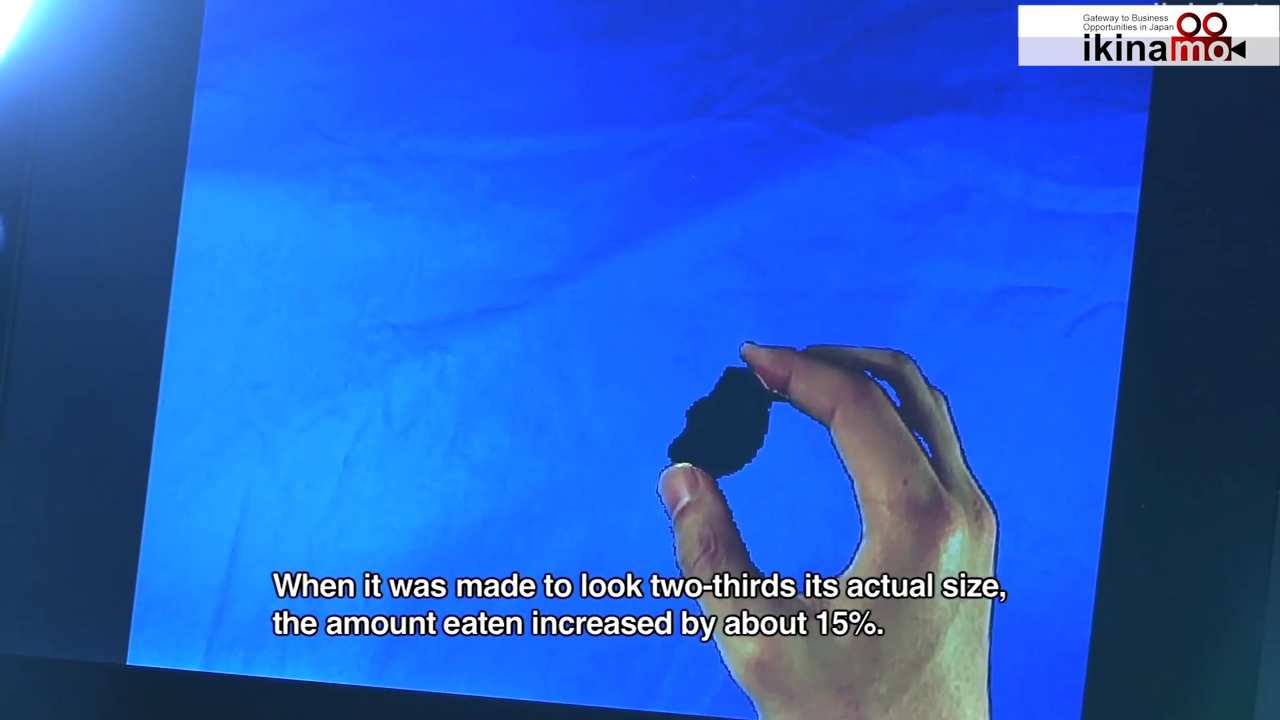 Gateway to Business
Opportunities in Japan
ikinamo
When it was made to look two-thirds its actual size,
the amount eaten increased by about 15%.